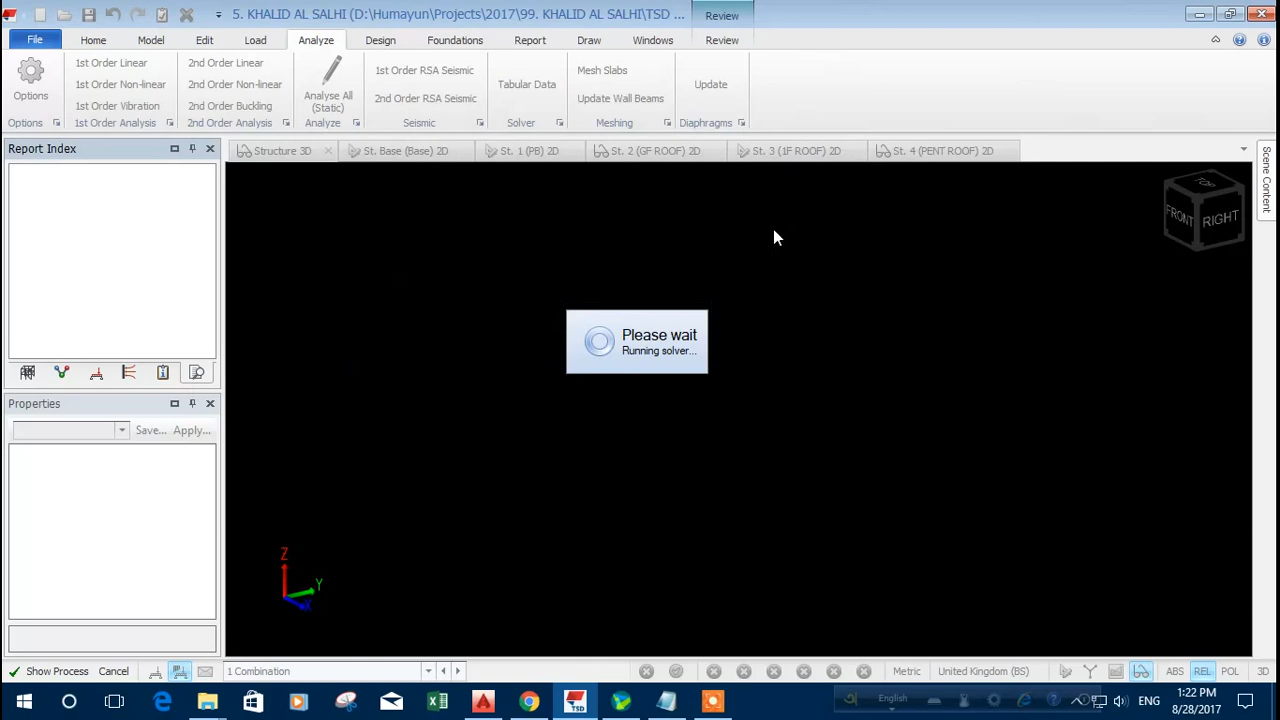 5. KHALID AL SALHI (D:\Humayun\Projects\2017\99. KHALID AL SALHI\TSD ...
Review
File
Home
Model
Edit
Load
Analyze
Design
Foundations
Report
Draw
Windows
Review
Options
1st Order Linear
1st Order Non-linear
1st Order Vibration
2nd Order Linear
2nd Order Non-linear
2nd Order Buckling
Analyse All
(Static)
1st Order RSA Seismic
2nd Order RSA Seismic
Tabular Data
Mesh Slabs
Update Wall Beams
Update
Options
1st Order Analysis
2nd Order Analysis
Analyze
Seismic
Solver
Meshing
Diaphragms
Report Index
Structure 3D
St. Base (Base) 2D
St. 1 (PB) 2D
St. 2 (GF ROOF) 2D
St. 3 (1F ROOF) 2D
St. 4 (PENT ROOF) 2D
Scene Content
TOP
FRONT
RIGHT
Please wait
Running solver...
Properties
Save...
Apply...
Z
Y
X
Show Process
Cancel
1 Combination
Metric
United Kingdom (BS)
ABS
REL
POL
3D
TSD
English
ENG
1:22 PM
8/28/2017